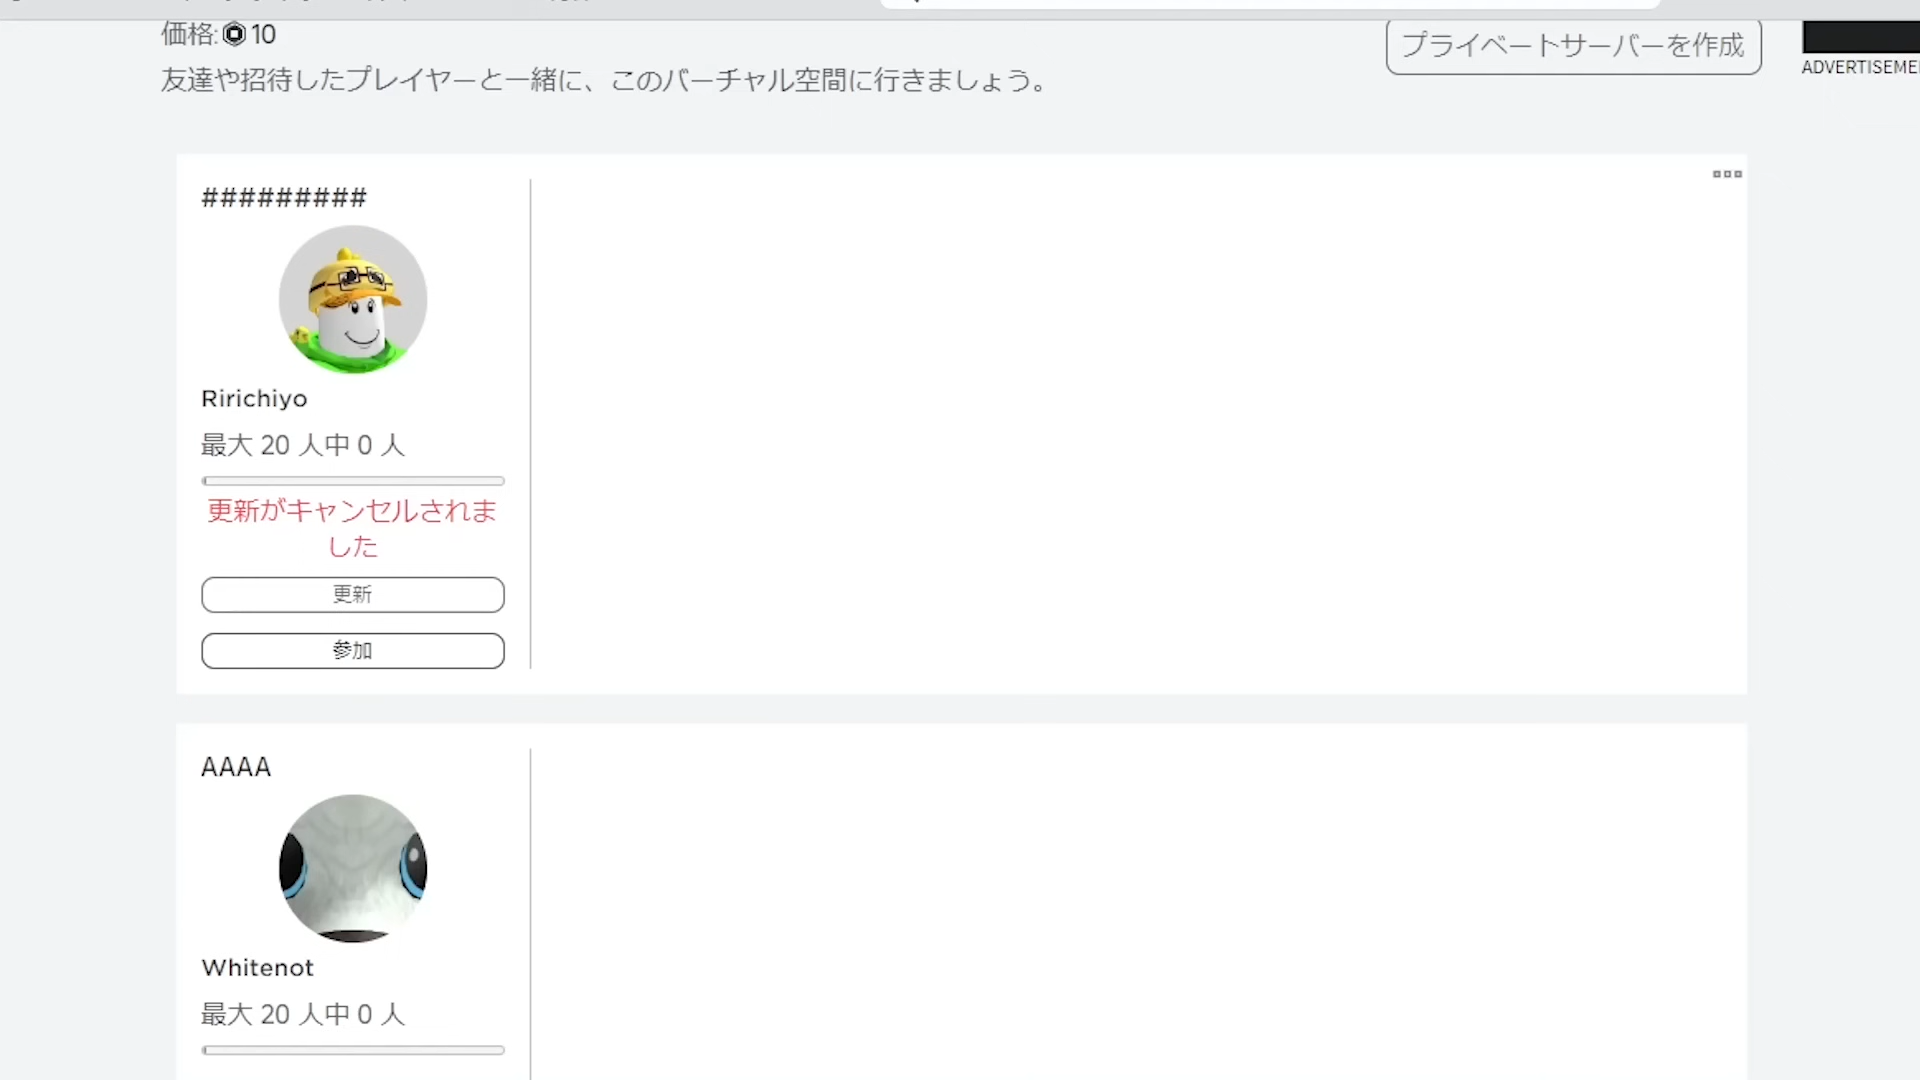 価格: 10
プライベートサーバーを作成
ADVERTISEME
友達や招待したプレイヤーと一緒に、このバーチャル空間に行きましょう。
#########
Ririchiyo
最大 20 人中 0 人
更新がキャンセルされま
した
更新
参加
AAAA
Whitenot
最大 20 人中 0 人